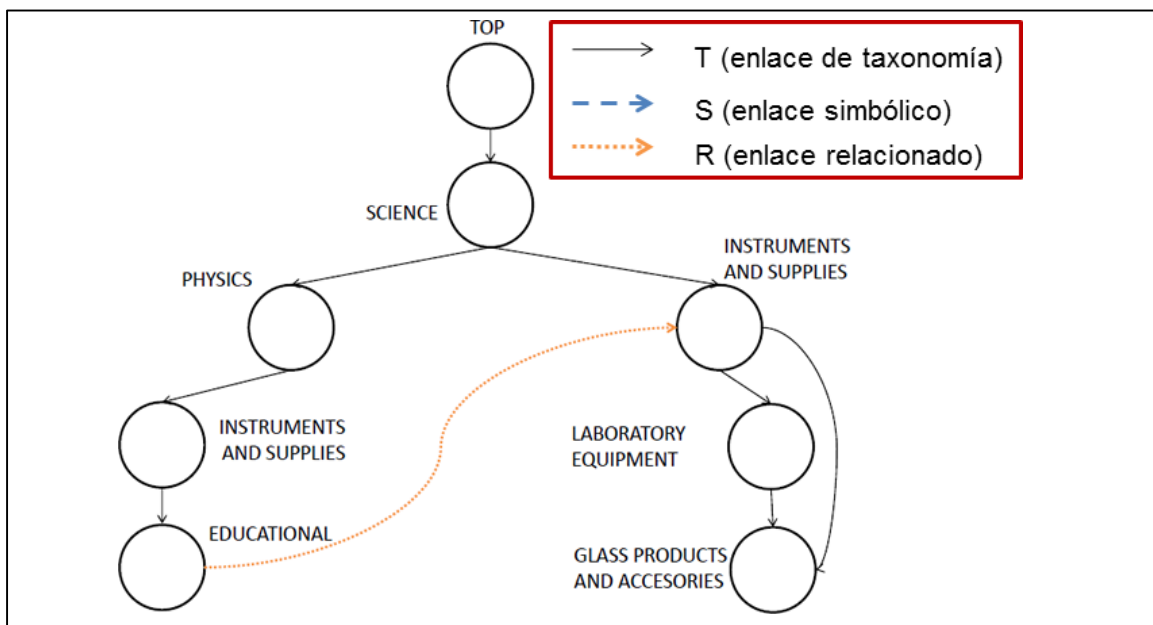 TOP
T (enlace de taxonomía)
S (enlace simbólico)
R (enlace relacionado)
SCIENCE
INSTRUMENTS
AND SUPPLIES
PHYSICS
INSTRUMENTS
AND SUPPLIES
LABORATORY
EQUIPMENT
EDUCATIONAL
GLASS PRODUCTS
AND ACCESORIES